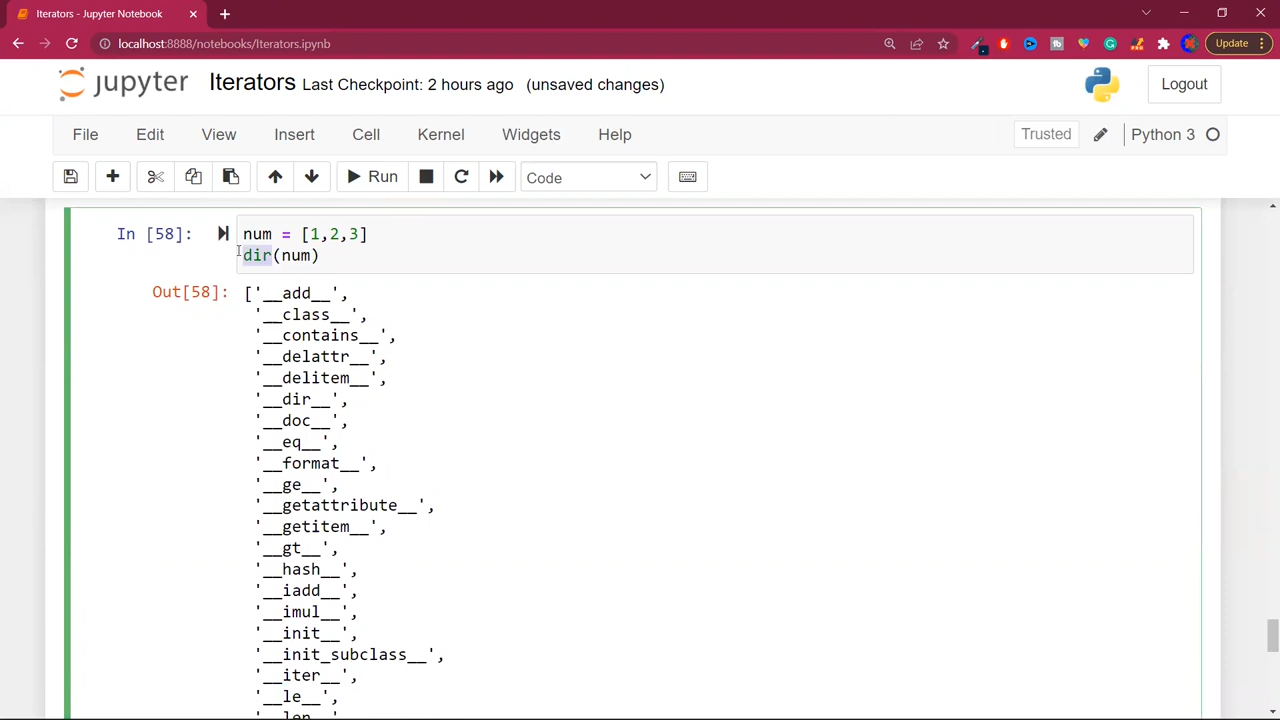 Iterators - Jupyter Notebook
localhost:8888/notebooks/Iterators.ipynb
Update
jupyter Iterators Last Checkpoint: 2 hours ago (unsaved changes)
Logout
File Edit View Insert Cell Kernel Widgets Help
Trusted Python 3
Run Code
In [58]: num = [1,2,3]
dir(num)
Out[58]: ['__add__',
'__class__',
'__contains__',
'__delattr__',
'__delitem__',
'__dir__',
'__doc__',
'__eq__',
'__format__',
'__ge__',
'__getattribute__',
'__getitem__',
'__gt__',
'__hash__',
'__iadd__',
'__imul__',
'__init__',
'__init_subclass__',
'__iter__',
'__le__',
'__len__